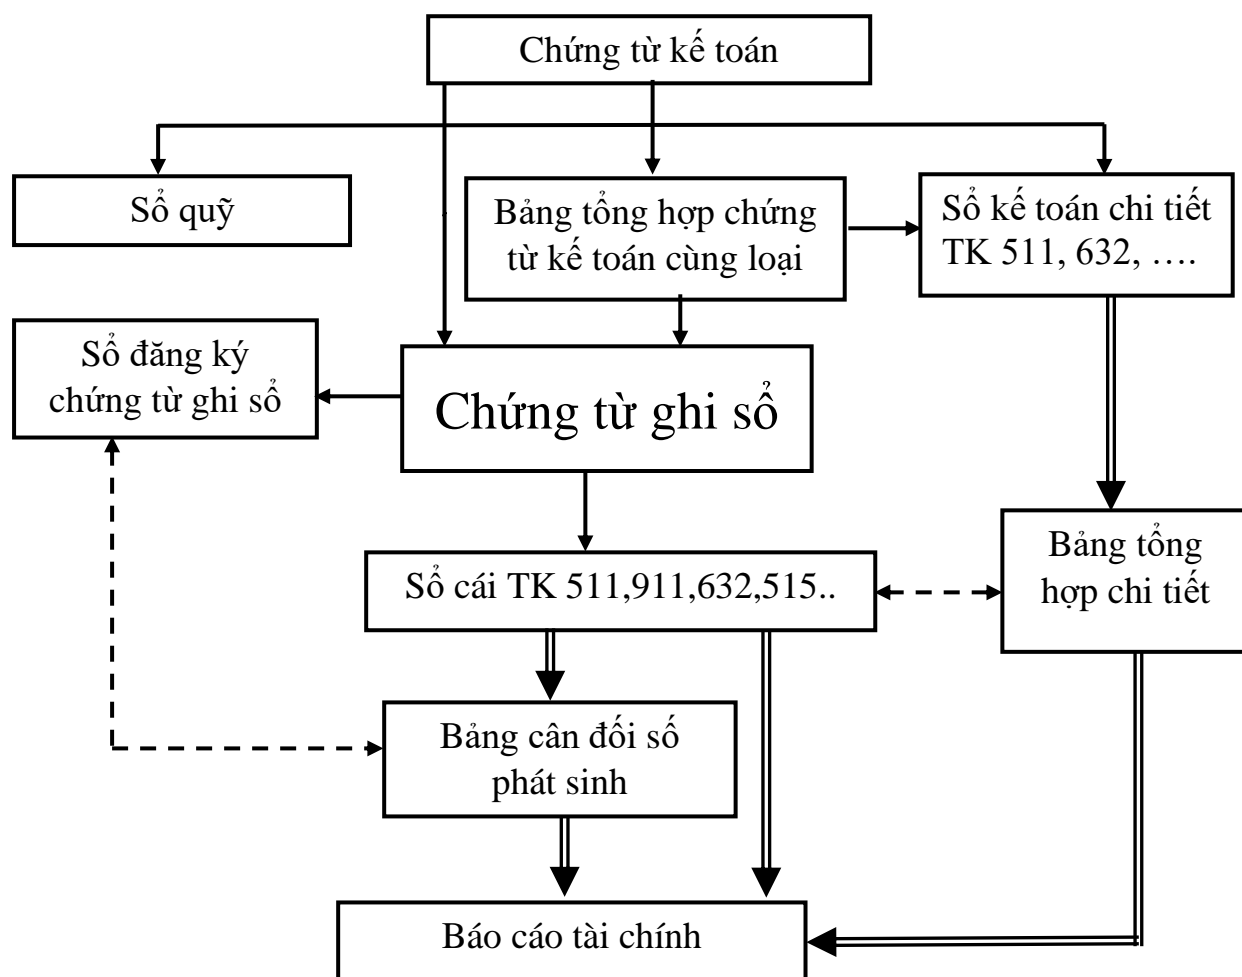 Chứng từ kế toán
Sổ quỹ
Bảng tổng hợp chứng
từ kế toán cùng loại
Sổ kế toán chi tiết
TK 511, 632, ….
Sổ đăng ký
chứng từ ghi sổ
Chứng từ ghi sổ
Sổ cái TK 511,911,632,515..
Bảng tổng
hợp chi tiết
Bảng cân đối số
phát sinh
Báo cáo tài chính